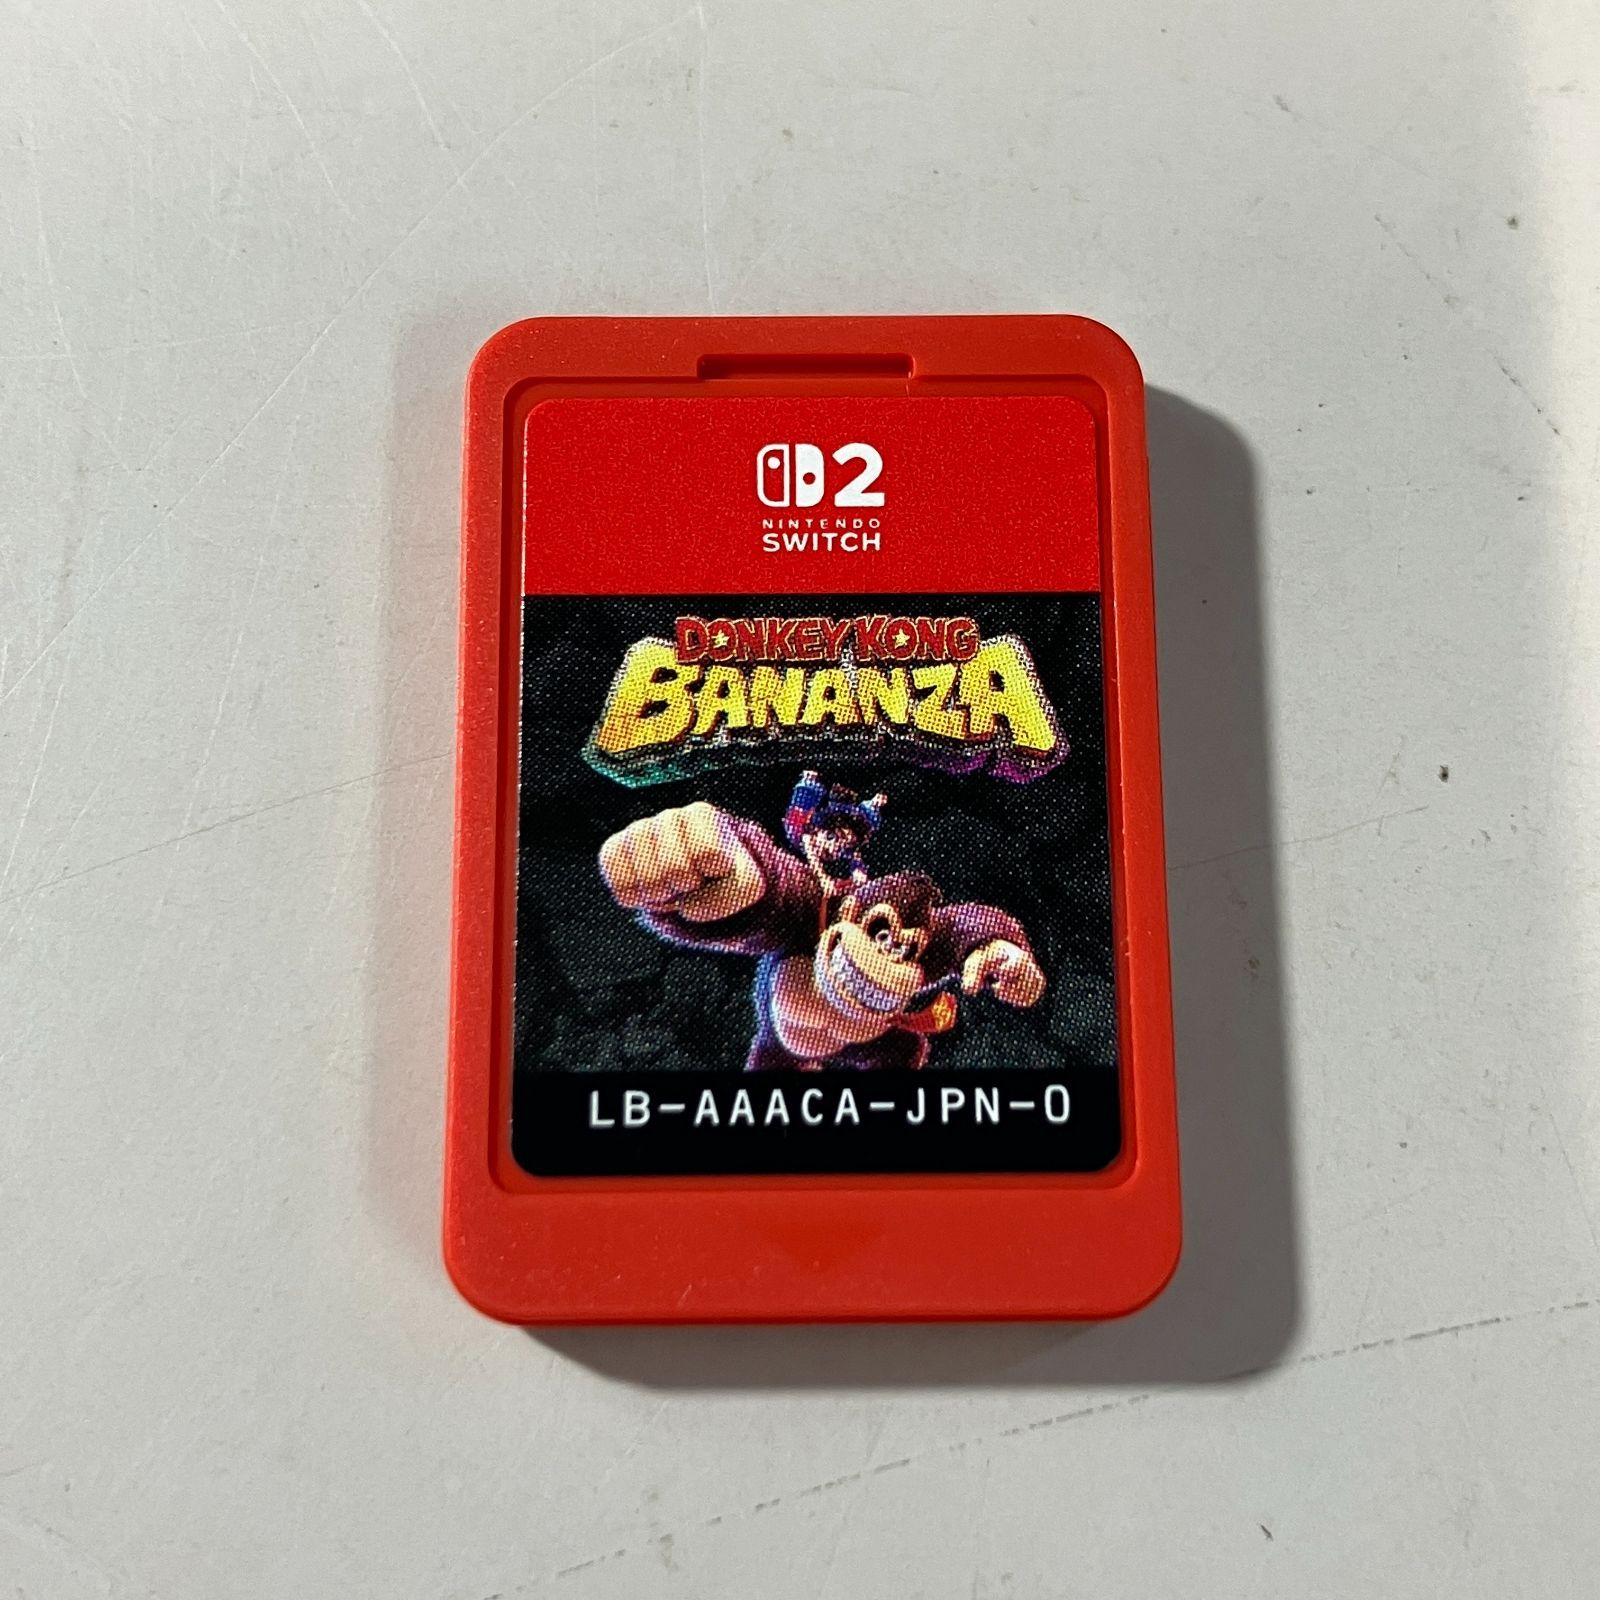 2
NINTENDO
SWITCH
DONKEY KONG
BANANZA
LB-AAACA-JPN-0